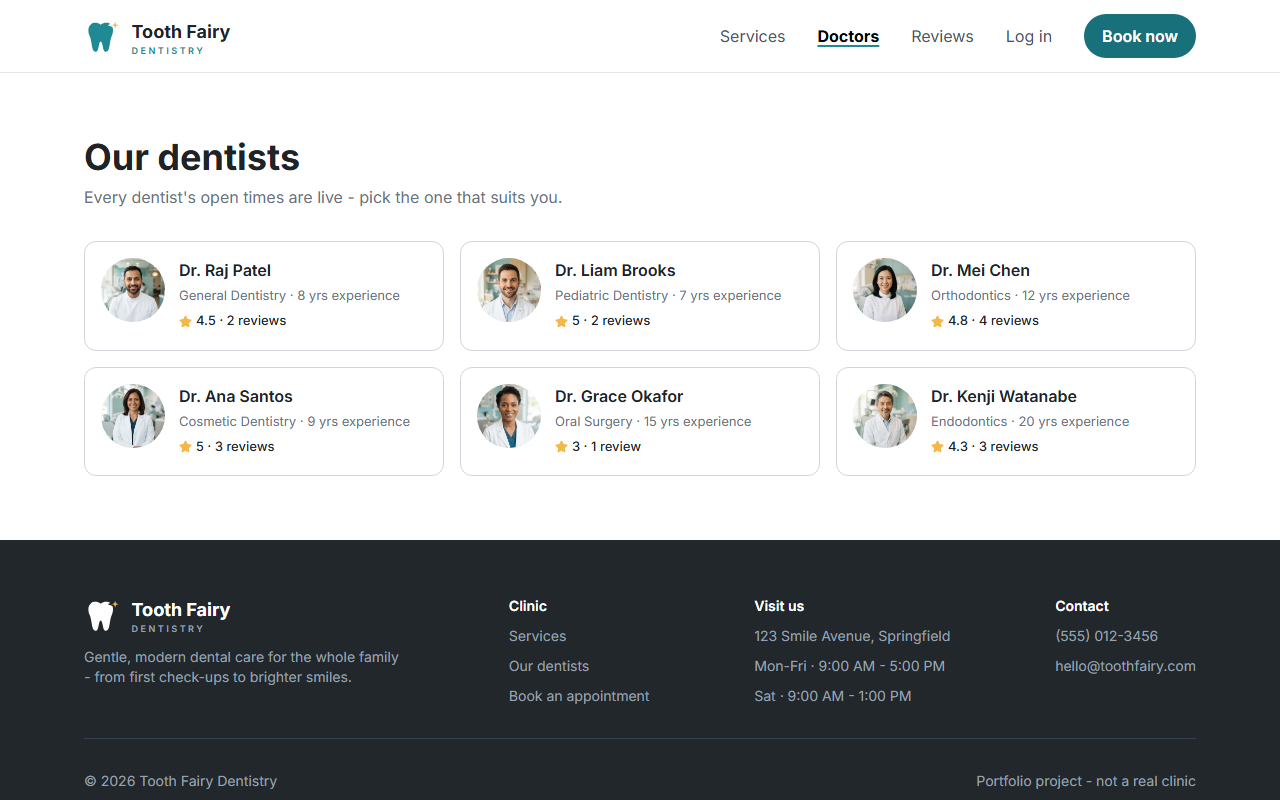 Tooth Fairy
DENTISTRY
Services
Doctors
Reviews
Log in
Book now
Our dentists
Every dentist's open times are live - pick the one that suits you.
Dr. Raj Patel
General Dentistry · 8 yrs experience
4.5 · 2 reviews
Dr. Liam Brooks
Pediatric Dentistry · 7 yrs experience
5 · 2 reviews
Dr. Mei Chen
Orthodontics · 12 yrs experience
4.8 · 4 reviews
Dr. Ana Santos
Cosmetic Dentistry · 9 yrs experience
5 · 3 reviews
Dr. Grace Okafor
Oral Surgery · 15 yrs experience
3 · 1 review
Dr. Kenji Watanabe
Endodontics · 20 yrs experience
4.3 · 3 reviews
Tooth Fairy
DENTISTRY
Gentle, modern dental care for the whole family
- from first check-ups to brighter smiles.
Clinic
Services
Our dentists
Book an appointment
Visit us
123 Smile Avenue, Springfield
Mon-Fri · 9:00 AM - 5:00 PM
Sat · 9:00 AM - 1:00 PM
Contact
(555) 012-3456
hello@toothfairy.com
© 2026 Tooth Fairy Dentistry
Portfolio project - not a real clinic